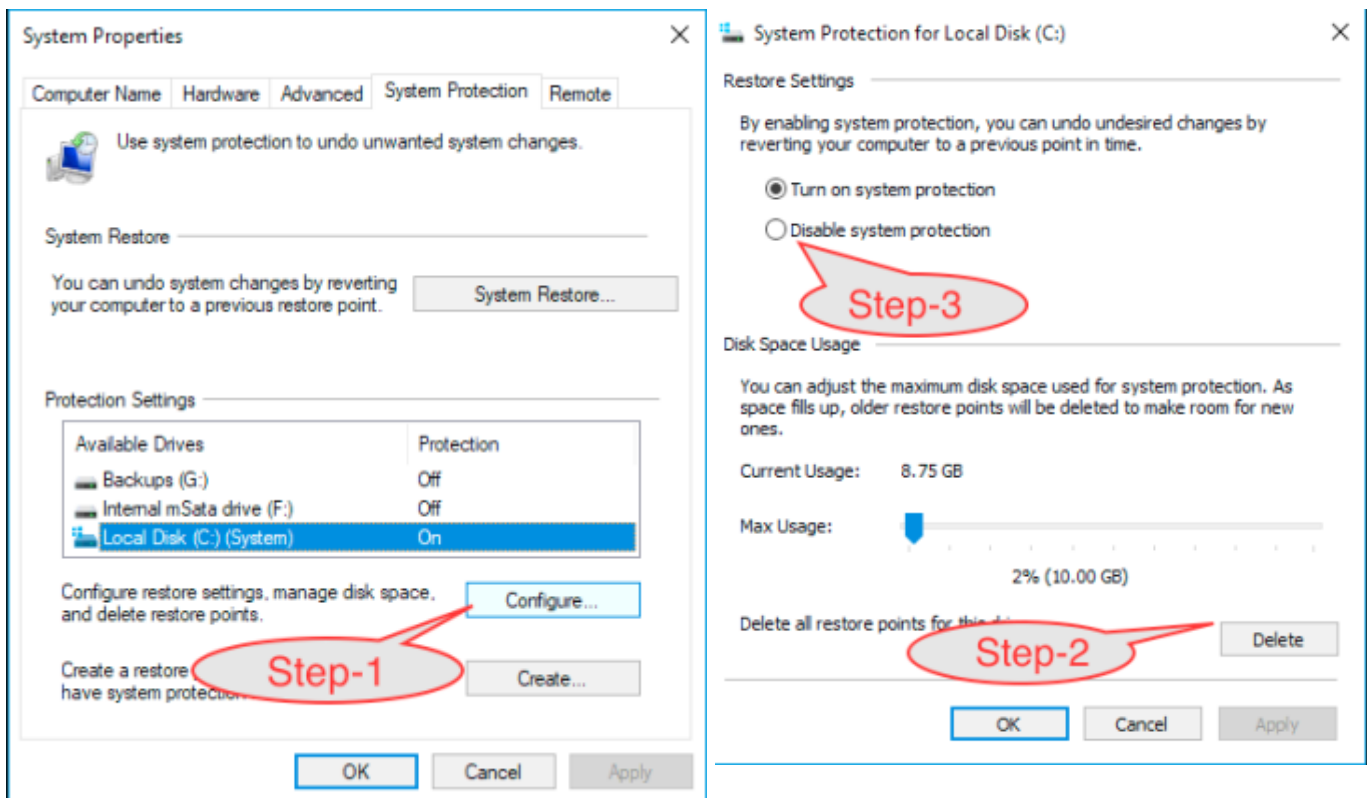 System Properties
Computer Name Hardware Advanced System Protection Remote
Use system protection to undo unwanted system changes.
System Restore
You can undo system changes by reverting
your computer to a previous restore point.
System Restore...
Protection Settings
Available Drives Protection
Backups (G:) Off
Internal mSata drive (F:) Off
Local Disk (C:) (System) On
Configure restore settings, manage disk space,
and delete restore points.
Configure...
Step-1
Create a restore
have system protection
Create...
OK Cancel Apply
System Protection for Local Disk (C:)
Restore Settings
By enabling system protection, you can undo undesired changes by
reverting your computer to a previous point in time.
Turn on system protection
Disable system protection
Step-3
Disk Space Usage
You can adjust the maximum disk space used for system protection. As
space fills up, older restore points will be deleted to make room for new
ones.
Current Usage: 8.75 GB
Max Usage:
2% (10.00 GB)
Delete all restore points for this
Step-2
Delete
OK Cancel Apply